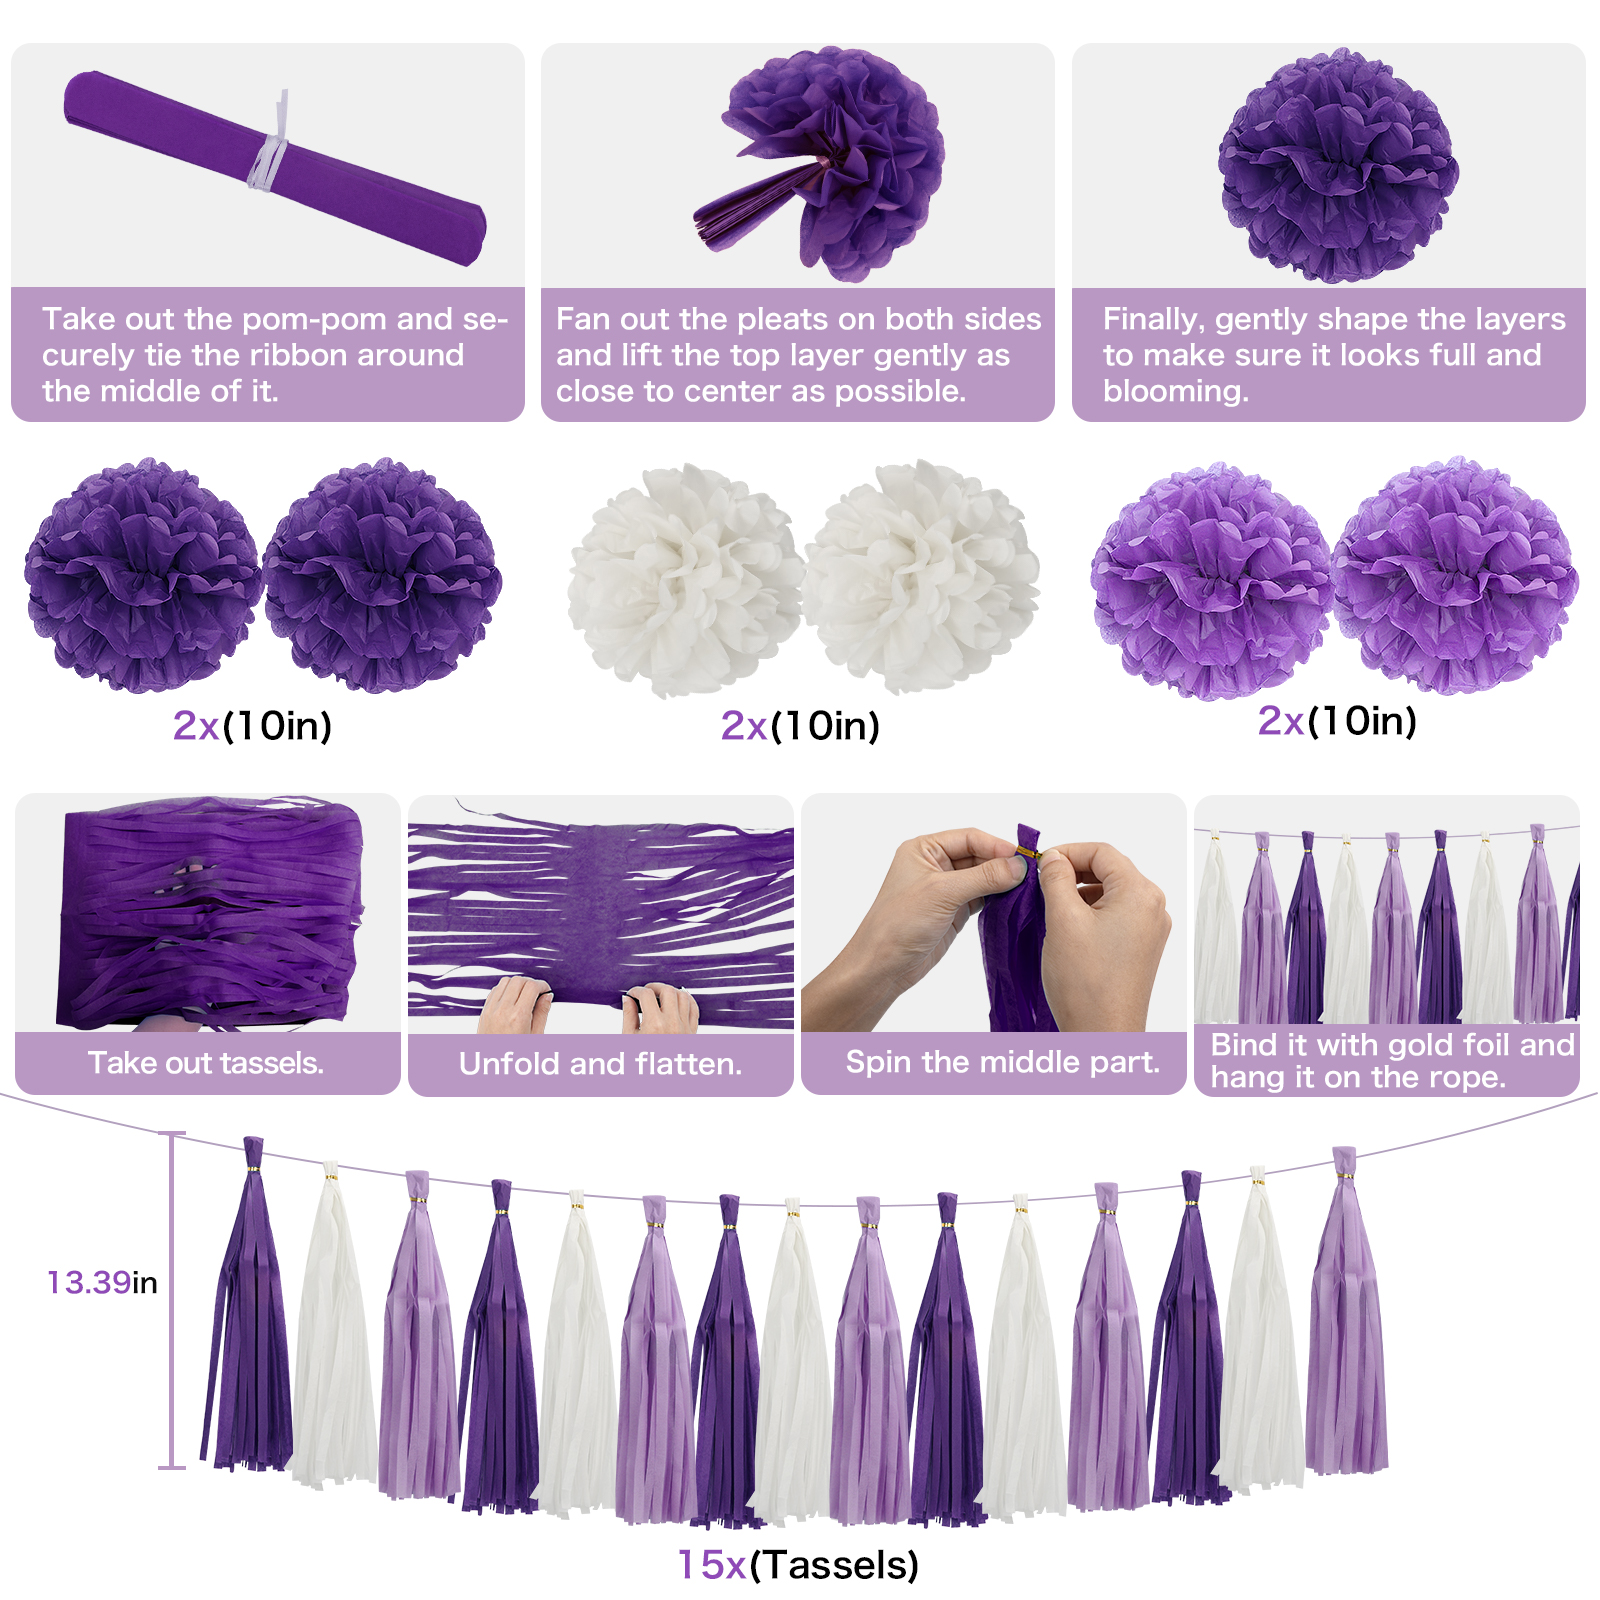 Take out the pom-pom and se-
curely tie the ribbon around
the middle of it.
Fan out the pleats on both sides
and lift the top layer gently as
close to center as possible.
Finally, gently shape the layers
to make sure it looks full and
blooming.
2x(10in)
2x(10in)
2x(10in)
Take out tassels.
Unfold and flatten.
Spin the middle part.
Bind it with gold foil and
hang it on the rope.
13.39in
15x(Tassels)